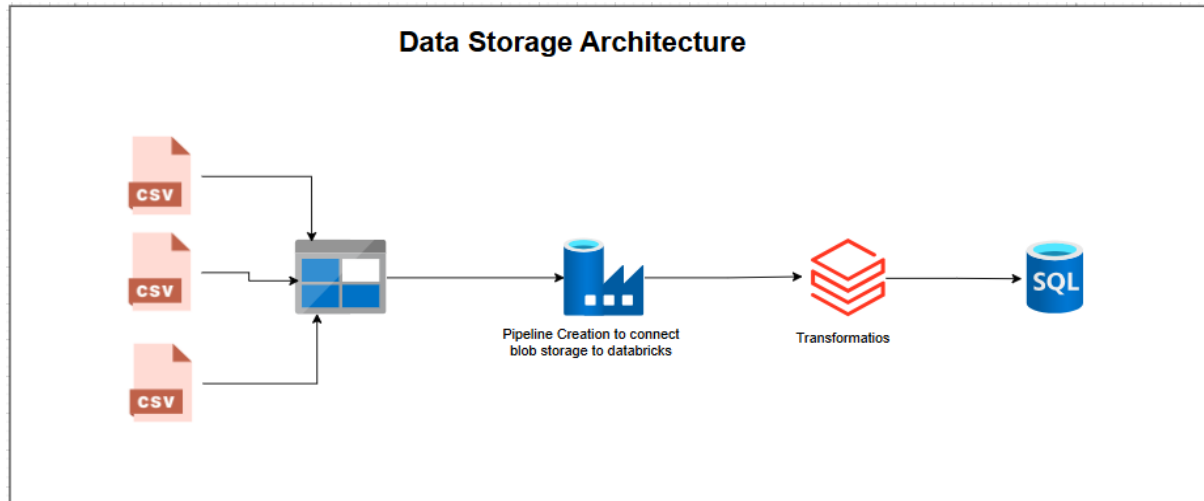 Data Storage Architecture
CSV
CSV
CSV
Pipeline Creation to connect
blob storage to databricks
Transformatios
SQL